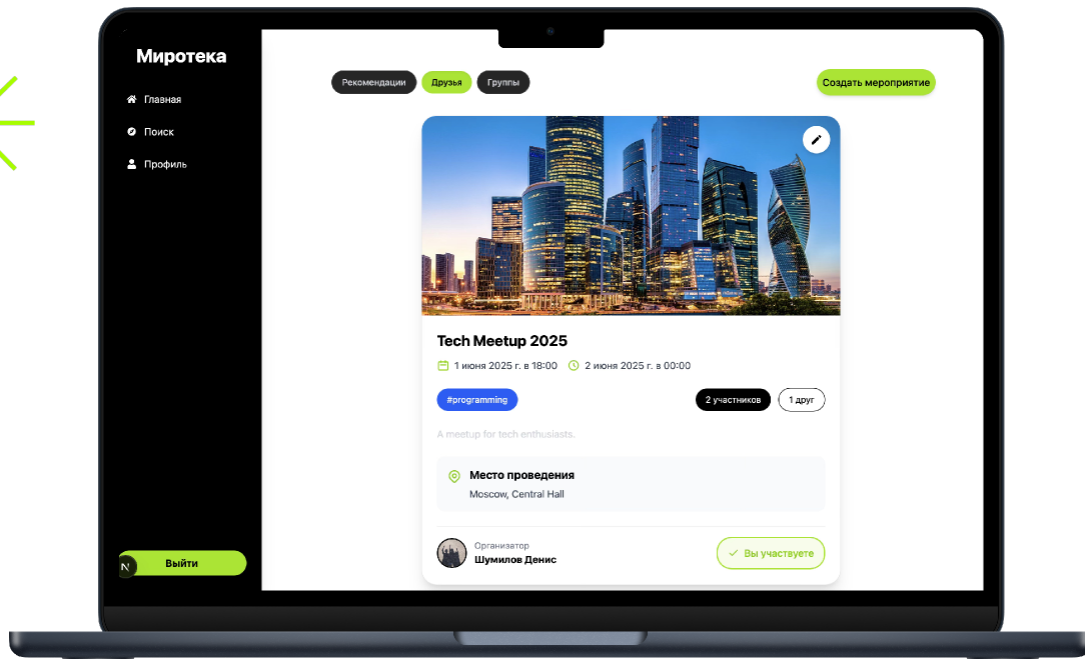 Миротека
Главная
Поиск
Профиль
Рекомендации Друзья Группы
Создать мероприятие
Tech Meetup 2025
1 июня 2025 г. в 18:00 2 июня 2025 г. в 00:00
#programming 2 участников 1 друг
A meetup for tech enthusiasts.
Место проведения
Moscow, Central Hall
Организатор
Шумилов Денис
Вы участвуете
N Выйти